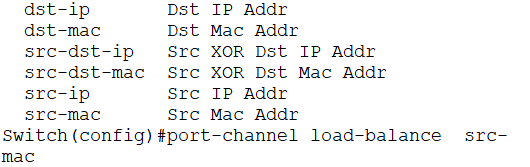 dst-ip Dst IP Addr
dst-mac Dst Mac Addr
src-dst-ip Src XOR Dst IP Addr
src-dst-mac Src XOR Dst Mac Addr
src-ip Src IP Addr
src-mac Src Mac Addr
Switch(config)#port-channel load-balance src-
mac